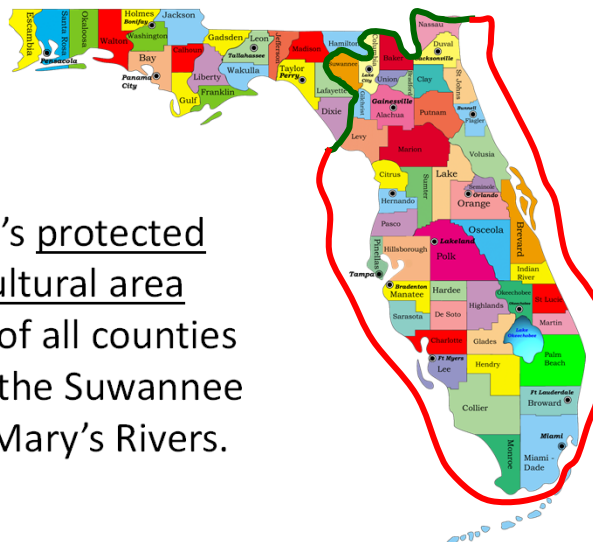 Escambia
Santa Rosa
Okaloosa
Walton
Holmes
Bonifay
Washington
Jackson
Bay
Panama
City
Pensacola
Calhoun
Gulf
Liberty
Gadsden
Franklin
Leon
Tallahassee
Wakulla
Jefferson
Madison
Taylor
Perry
Hamilton
Suwannee
Lafayette
Dixie
Columbia
Lake
City
Baker
Nassau
Duval
Jacksonville
Union
Bradford
Clay
St Johns
Gilchrist
Gainesville
Alachua
Putnam
Bunnell
Flagler
Levy
Marion
Volusia
Citrus
Sumter
Lake
Seminole
Orlando
Orange
Hernando
Pasco
Pinellas
Hillsborough
Tampa
Lakeland
Polk
Osceola
Brevard
Indian
River
Bradenton
Manatee
Hardee
Highlands
Okeechobee
Okeechobee
St Lucie
Sarasota
De Soto
Martin
Charlotte
Glades
Lake
Okeechobee
Ft Myers
Lee
Hendry
Palm
Beach
Collier
Ft Lauderdale
Broward
Monroe
Miami
Miami -
Dade
’s protected
ultural area
of all counties
the Suwannee
Mary’s Rivers.